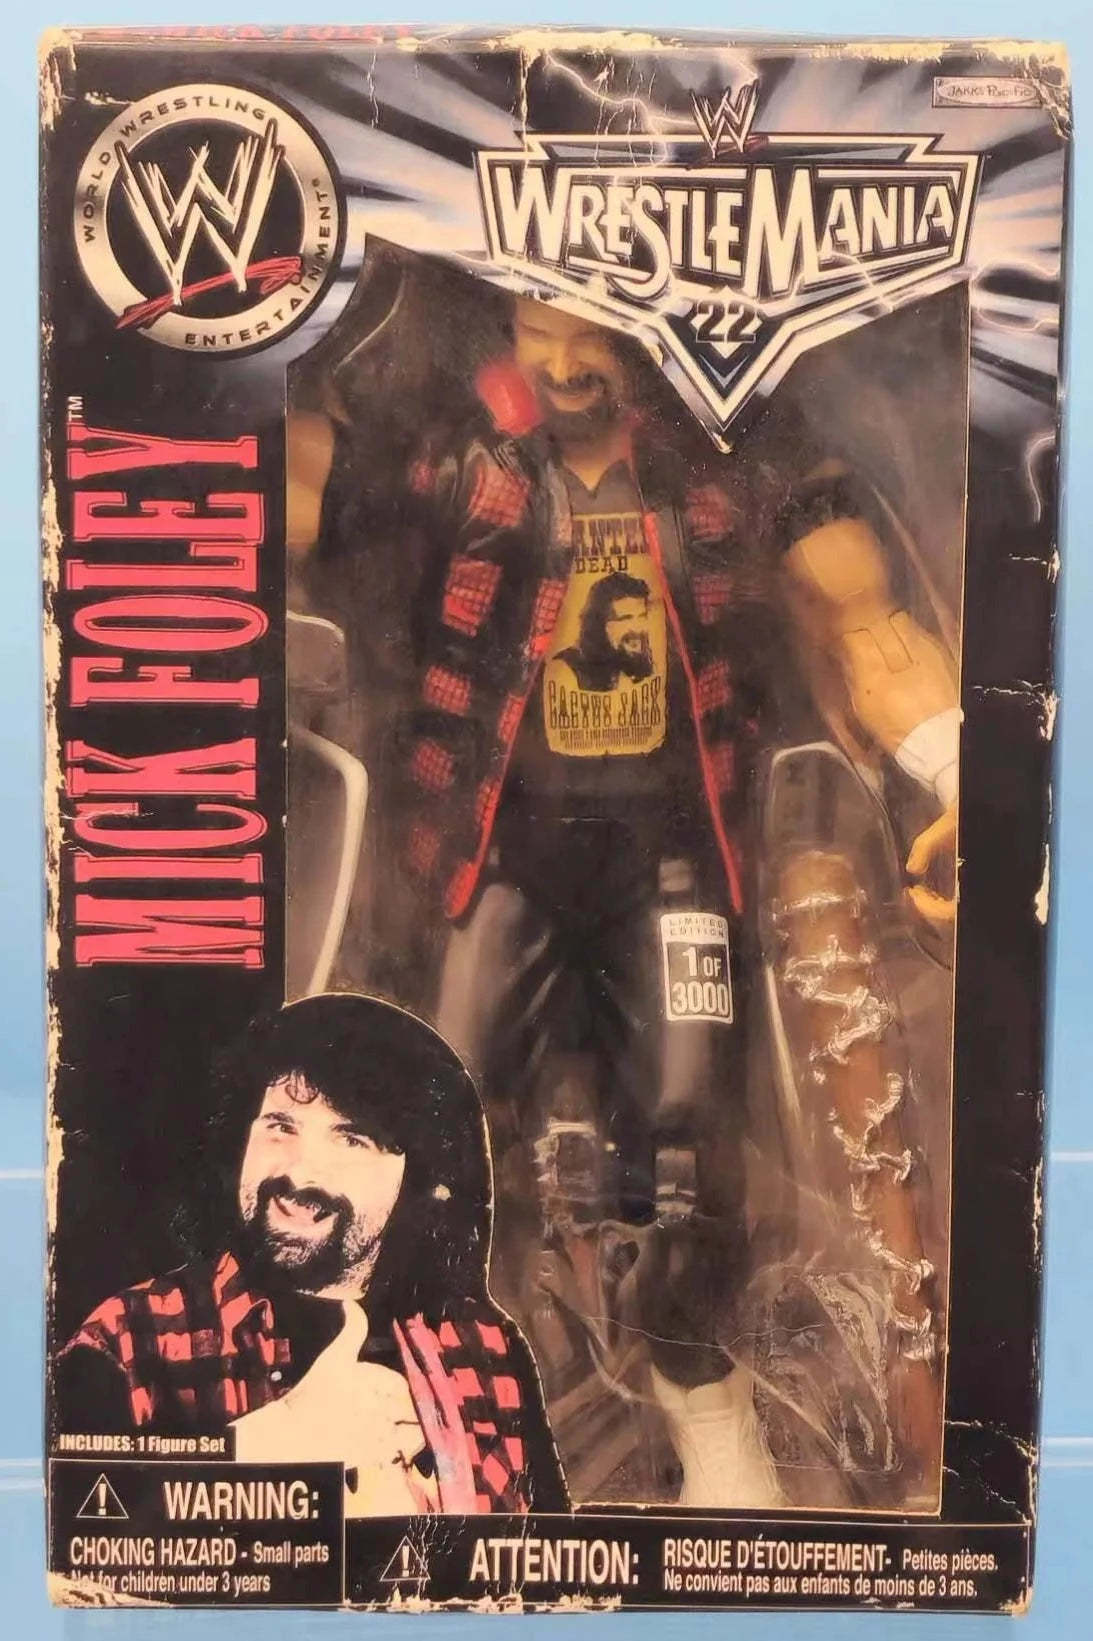 WORLD WRESTLING
ENTERTAINMENT®
JAKKS Pacific
WRESTLEMANIA
22
MICK FOLEY™
DEAD
CACTUS JACK
LIMITED
EDITION
1 OF
3000
INCLUDES: 1 Figure Set
WARNING:
CHOKING HAZARD - Small parts
Not for children under 3 years
ATTENTION:
RISQUE D'ÉTOUFFEMENT- Petites pièces.
Ne convient pas aux enfants de moins de 3 ans.